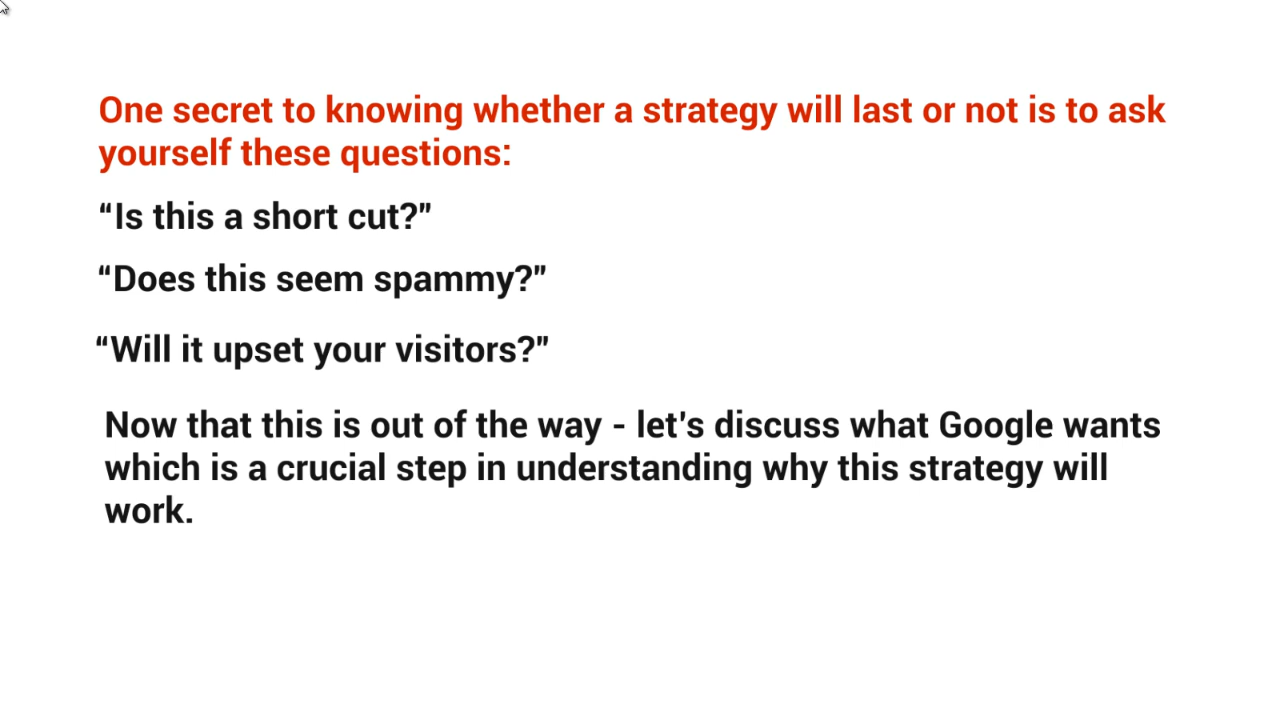 One secret to knowing whether a strategy will last or not is to ask
yourself these questions:
“Is this a short cut?”
“Does this seem spammy?”
“Will it upset your visitors?”
Now that this is out of the way - let's discuss what Google wants
which is a crucial step in understanding why this strategy will
work.